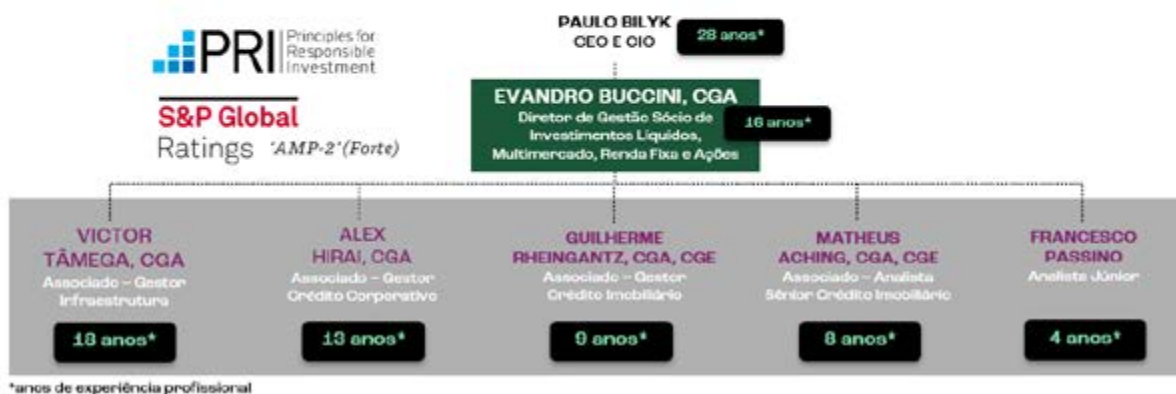 PRI
Principles for
Responsible
Investment
S&P Global
Ratings 'AMP-2'(Forte)
PAULO BILYK
CEO E CIO
28 anos*
EVANDRO BUCCINI, CGA
Diretor de Gestão Sócio de
Investimentos Líquidos,
Multimercado, Renda Fixa e Ações
16 anos*
VICTOR
TÂMEGA, CGA
Associado – Gestor
Infraestrutura
18 anos*
ALEX
HIRAI, CGA
Associado – Gestor
Crédito Corporativo
13 anos*
GUILHERME
RHEINGANTZ, CGA, CGE
Associado – Gestor
Crédito Imobiliário
9 anos*
MATHEUS
ACHING, CGA, CGE
Associado – Analista
Sênior Crédito Imobiliário
8 anos*
FRANCESCO
PASSINO
Analista Júnior
4 anos*
*anos de experiência profissional